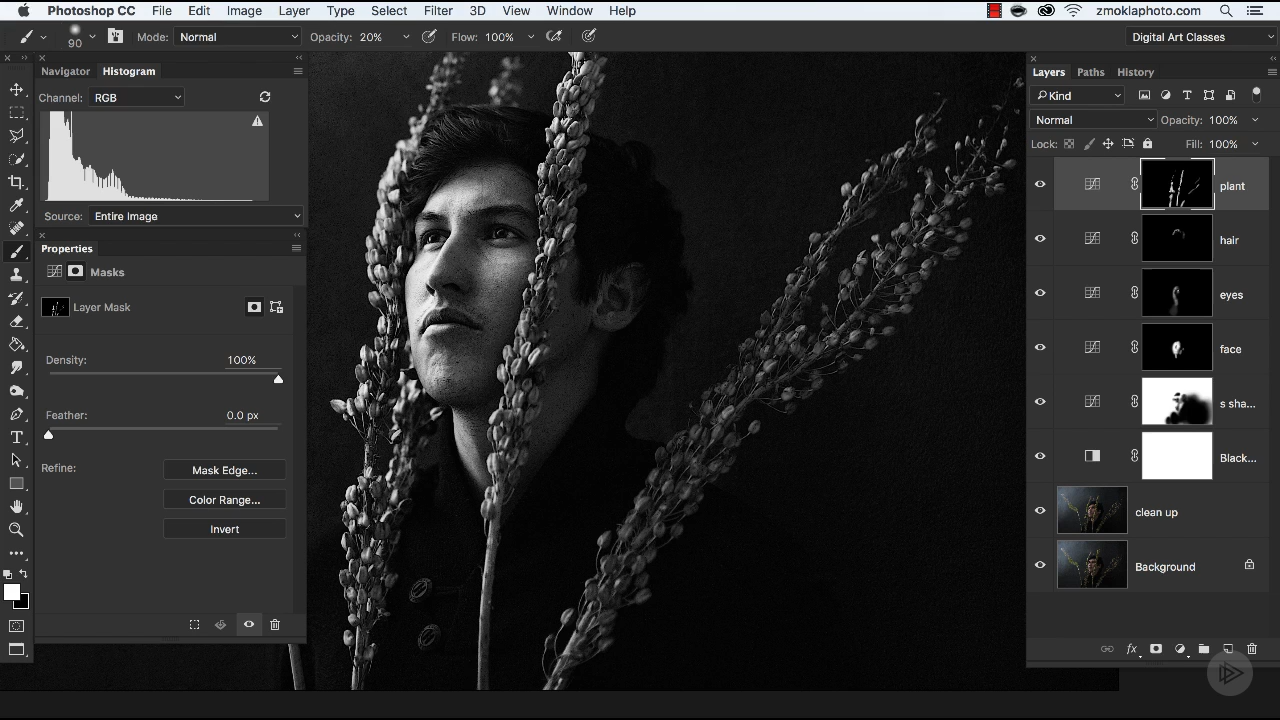 Photoshop CC File Edit Image Layer Type Select Filter 3D View Window Help zmoklaphoto.com
90 Mode: Normal Opacity: 20% Flow: 100% Digital Art Classes
Navigator Histogram
Channel: RGB
Source: Entire Image
Properties
Masks
Layer Mask
Density: 100%
Feather: 0.0 px
Refine: Mask Edge...
Color Range...
Invert
Layers Paths History
Kind
Normal Opacity: 100%
Lock: Fill: 100%
plant
hair
eyes
face
s sha...
Black...
clean up
Background
fx